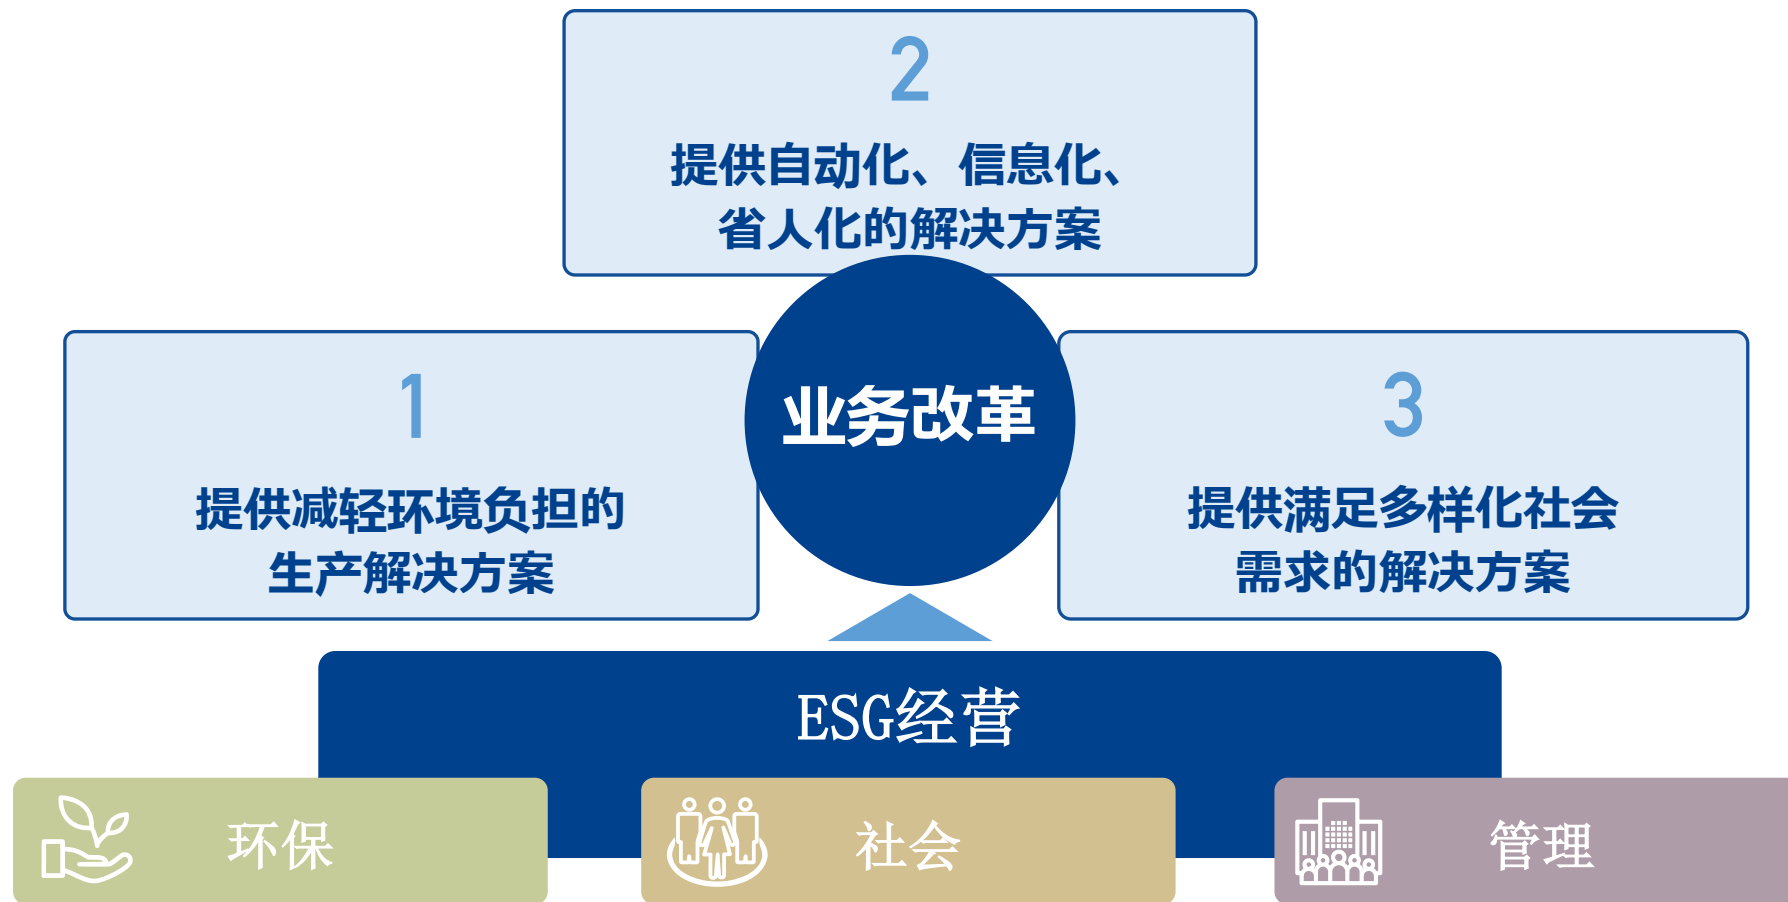 2
提供自动化、信息化、
省人化的解决方案
1
提供减轻环境负担的
生产解决方案
业务改革
3
提供满足多样化社会
需求的解决方案
ESG经营
环保
社会
管理